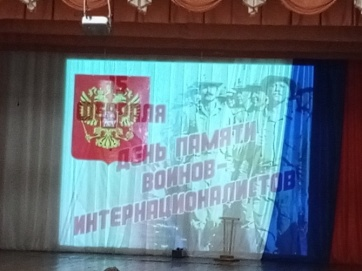 15
ФЕВРАЛЯ
ДЕНЬ ПАМЯТИ
ВОИНОВ-
ИНТЕРНАЦИОНАЛИСТОВ